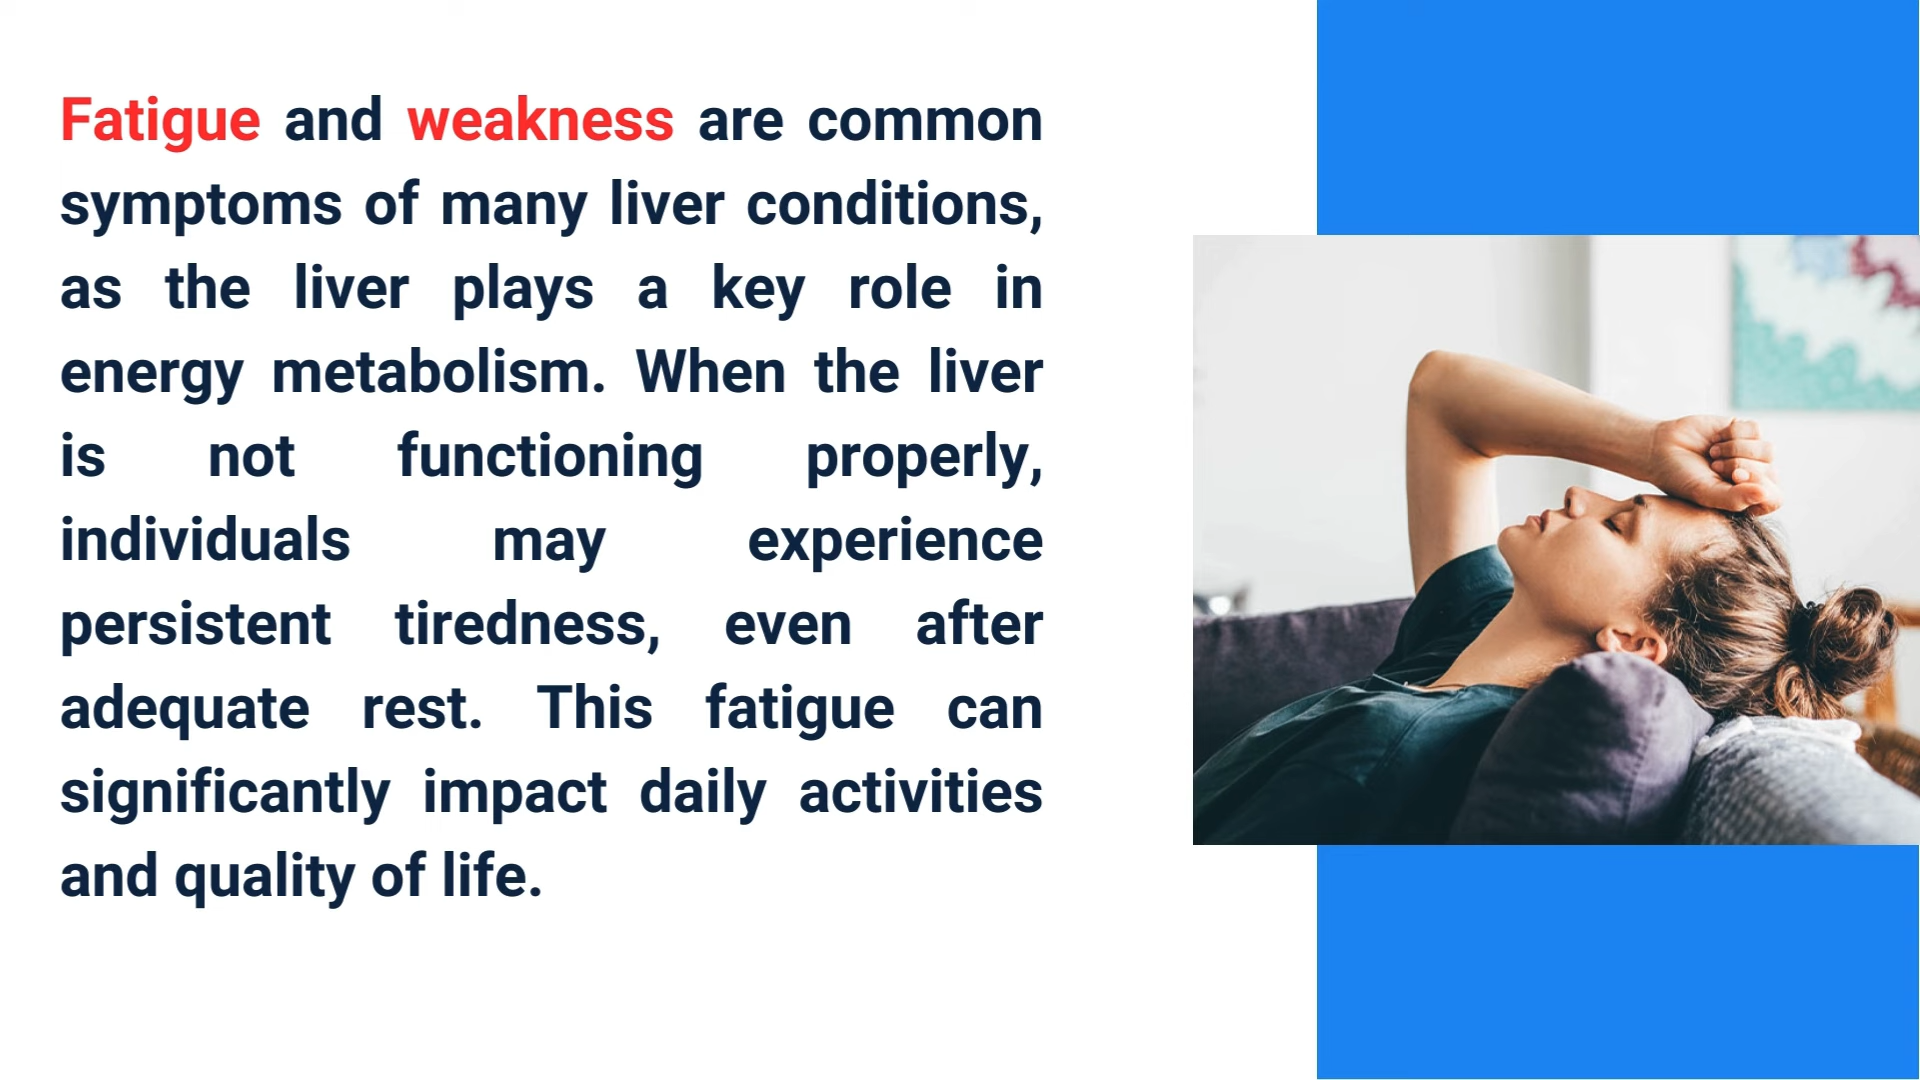 Fatigue and weakness are common
symptoms of many liver conditions,
as the liver plays a key role in
energy metabolism. When the liver
is not functioning properly,
individuals may experience
persistent tiredness, even after
adequate rest. This fatigue can
significantly impact daily activities
and quality of life.